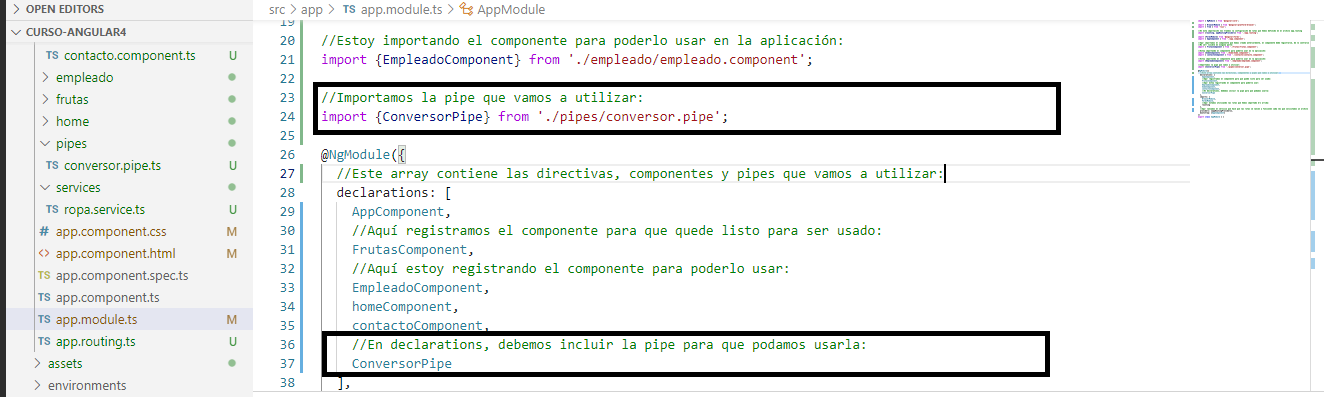 OPEN EDITORS
CURSO-ANGULAR4
TS contacto.component.ts U
empleado
frutas
home
pipes
TS conversor.pipe.ts U
services
TS ropa.service.ts U
# app.component.css M
<> app.component.html M
TS app.component.spec.ts
TS app.component.ts
TS app.module.ts M
TS app.routing.ts U
assets
environments
src > app > TS app.module.ts > AppModule
19
20 //Estoy importando el componente para poderlo usar en la aplicación:
21 import {EmpleadoComponent} from './empleado/empleado.component';
22
23 //Importamos la pipe que vamos a utilizar:
24 import {ConversorPipe} from './pipes/conversor.pipe';
25
26 @NgModule({
27 //Este array contiene las directivas, componentes y pipes que vamos a utilizar:
28 declarations: [
29 AppComponent,
30 //Aquí registramos el componente para que quede listo para ser usado:
31 FrutasComponent,
32 //Aquí estoy registrando el componente para poderlo usar:
33 EmpleadoComponent,
34 homeComponent,
35 contactoComponent,
36 //En declarations, debemos incluir la pipe para que podamos usarla:
37 ConversorPipe
38 ],